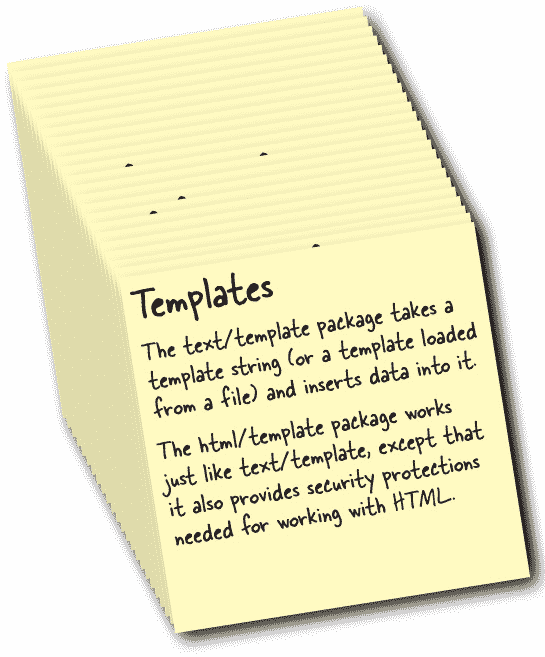 Templates
The text/template package takes a
template string (or a template loaded
from a file) and inserts data into it.
The html/template package works
just like text/template, except that
it also provides security protections
needed for working with HTML.